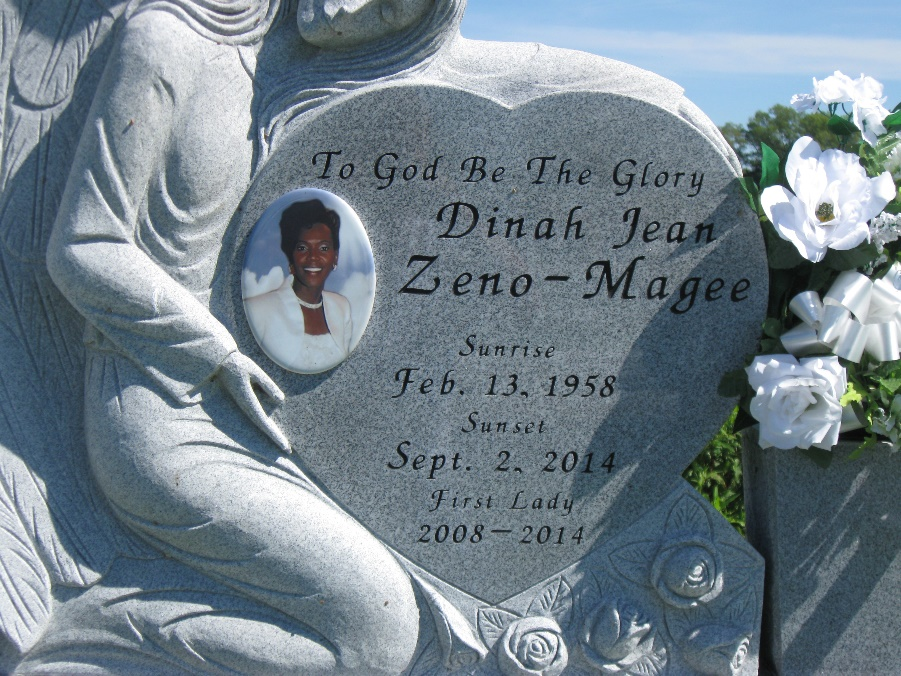 To God Be The Glory
Dinah Jean
Zeno-Magee
Sunrise
Feb. 13, 1958
Sunset
Sept. 2, 2014
First Lady
2008-2014